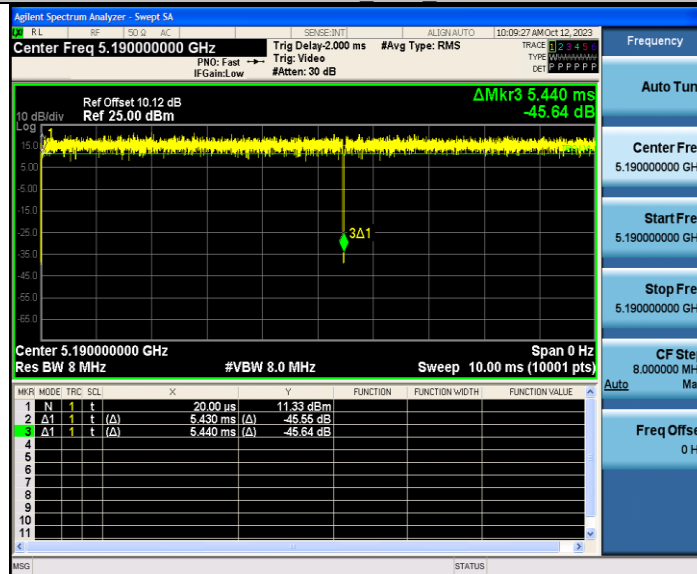 Agilent Spectrum Analyzer - Swept SA
RL RF 50 Ω AC SENSE:INT ALIGN AUTO 10:09:27 AM Oct 12, 2023
Center Freq 5.190000000 GHz
PNO: Fast
IFGain:Low
Trig Delay-2.000 ms
Trig: Video
#Atten: 30 dB
#Avg Type: RMS
TRACE 1 2 3 4 5 6
TYPE
DET P P P P P P
Frequency
Auto Tun
Center Fre
5.190000000 GH
Start Fre
5.190000000 GH
Stop Fre
5.190000000 GH
CF Ste
8.000000 MH
Auto Ma
Freq Offse
0 H
ΔMkr3 5.440 ms
-45.64 dB
Ref Offset 10.12 dB
10 dB/div Ref 25.00 dBm
Log
1
15.0
5.00
-5.00
-15.0
-25.0
-35.0
-45.0
-55.0
-65.0
3Δ1
Center 5.190000000 GHz Span 0 Hz
Res BW 8 MHz #VBW 8.0 MHz Sweep 10.00 ms (10001 pts)
MKR MODE TRC SCL X Y FUNCTION FUNCTION WIDTH FUNCTION VALUE
1 N 1 t 20.00 µs 11.33 dBm
2 Δ1 1 t (Δ) 5.430 ms (Δ) -45.55 dB
3 Δ1 1 t (Δ) 5.440 ms (Δ) -45.64 dB
4
5
6
7
8
9
10
11
MSG STATUS